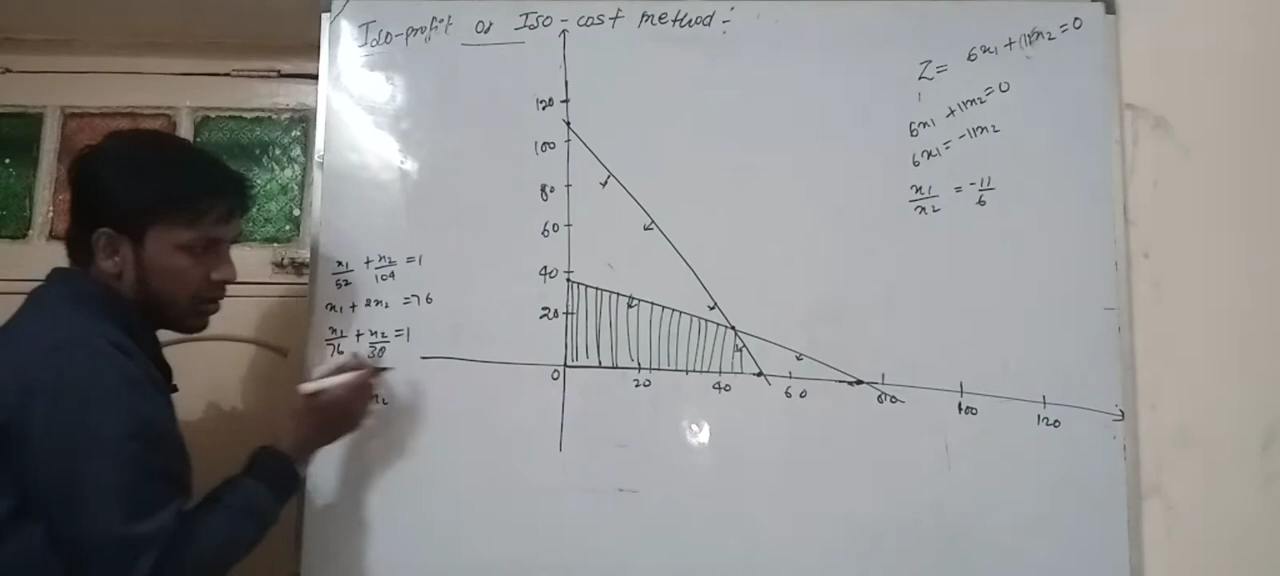 Iso-profit or Iso-cost method:-
Z= 6x1+11x2=0
6x1+11x2=0
6x1=-11x2
x1/x2 = -11/6
x1/52 + x2/104 =1
x1+2x2=76
x1/76 + x2/38 =1
x2
120
100
80
60
40
20
0
20
40
60
80
100
120